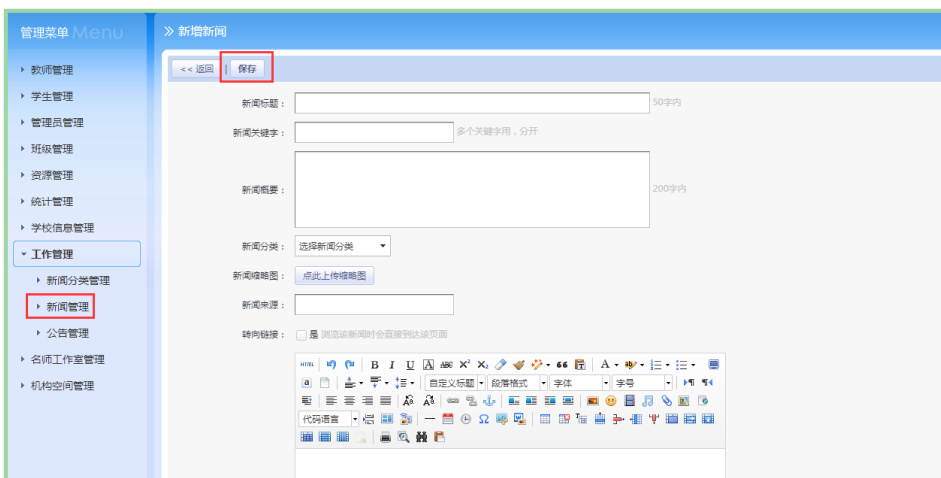 管理菜单 Menu
新增新闻
教师管理
学生管理
管理员管理
班级管理
资源管理
统计管理
学校信息管理
工作管理
新闻分类管理
新闻管理
公告管理
名师工作室管理
机构空间管理
<< 返回 | 保存
新闻标题： 50字内
新闻关键字： 多个关键字用，分开
新闻概要： 200字内
新闻分类： 选择新闻分类
新闻缩略图： 点此上传缩略图
新闻来源：
转向链接： 是 浏览该新闻时会直接到达该页面
HTML B I U A ABC X² X₂ 66 A
a 自定义标题 段落格式 字体 字号
代码语言 Ω